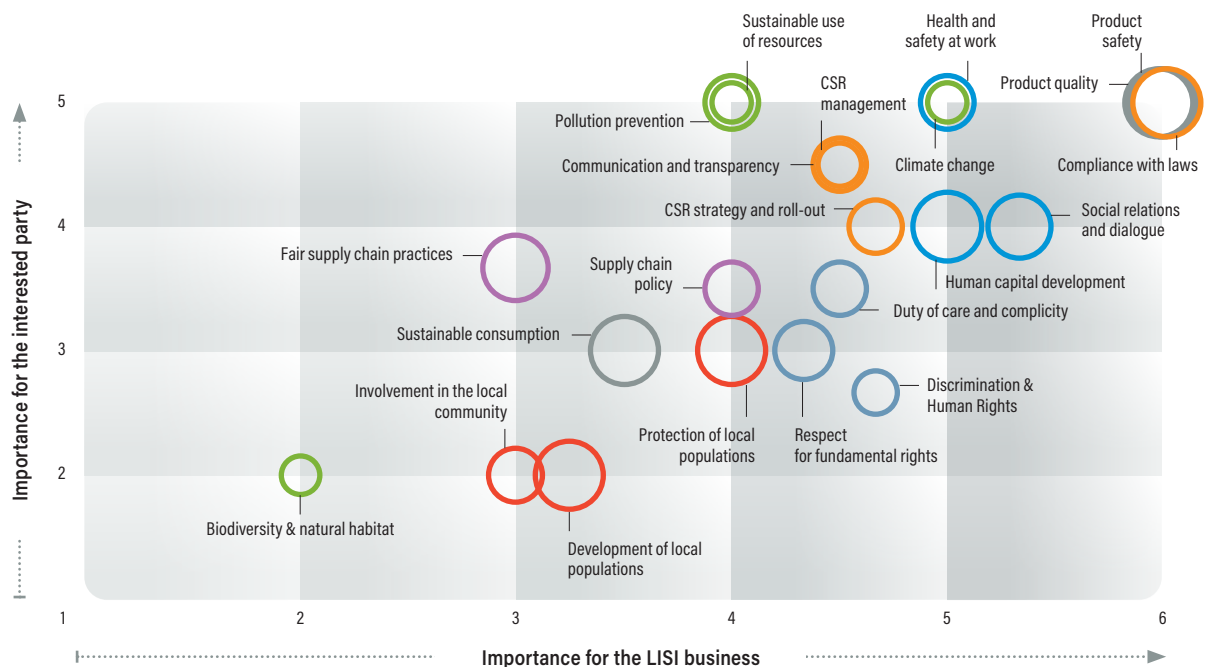 Sustainable use
of resources
Health and
safety at work
Product
safety
5
Pollution prevention
CSR
management
Product quality
Communication and transparency
Climate change
Compliance with laws
4
CSR strategy and roll-out
Social relations
and dialogue
Fair supply chain practices
Supply chain
policy
Human capital development
Duty of care and complicity
Sustainable consumption
3
Involvement in the local
community
Discrimination &
Human Rights
Protection of local
populations
Respect
for fundamental rights
2
Biodiversity & natural habitat
Development of local
populations
Importance for the interested party
1
2
3
4
5
6
Importance for the LISI business